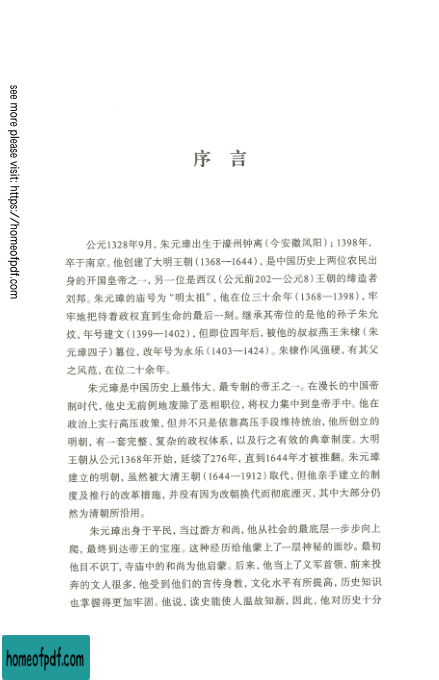 see more please visit: https://homeofpdf.com
序 言
公元1328年9月，朱元璋出生于濠州钟离（今安徽凤阳）；1398年，
卒于南京。他创建了大明王朝（1368—1644），是中国历史上两位农民出
身的开国皇帝之一，另一位是西汉（公元前202—公元8）王朝的缔造者
刘邦。朱元璋的庙号为“明太祖”，他在位三十余年（1368—1398），牢
牢地把持着政权直到生命的最后一刻。继承其帝位的是他的孙子朱允
炆，年号建文（1399—1402），但即位四年后，被他的叔叔燕王朱棣（朱
元璋四子）篡位，改年号为永乐（1403—1424）。朱棣作风强硬，有其父
之风范，在位二十余年。
朱元璋是中国历史上最伟大、最专制的帝王之一。在漫长的中国帝
制时代，他史无前例地废除了丞相职位，将权力集中到皇帝手中。他在
政治上实行高压政策，但并不只是依靠高压手段维持统治，他所创立的
明朝，有一套完整、复杂的政权体系，以及行之有效的典章制度。大明
王朝从公元1368年开始，延续了276年，直到1644年才被推翻。朱元璋
建立的明朝，虽然被大清王朝（1644—1912）取代，但他亲手建立的制
度及推行的改革措施，并没有因为改朝换代而彻底湮灭，其中大部分仍
然为清朝所沿用。
朱元璋出身于平民，当过游方和尚，他从社会的最底层一步步向上
爬，最终到达帝王的宝座。这种经历给他蒙上了一层神秘的面纱。最初
他目不识丁，寺庙中的和尚为他启蒙。后来，他当上了义军首领，前来投
奔的文人很多，他受到他们的言传身教，文化水平有所提高，历史知识
也掌握得更加牢固。他说，读史能使人温故知新，因此，他对历史十分
homeofpdf.com